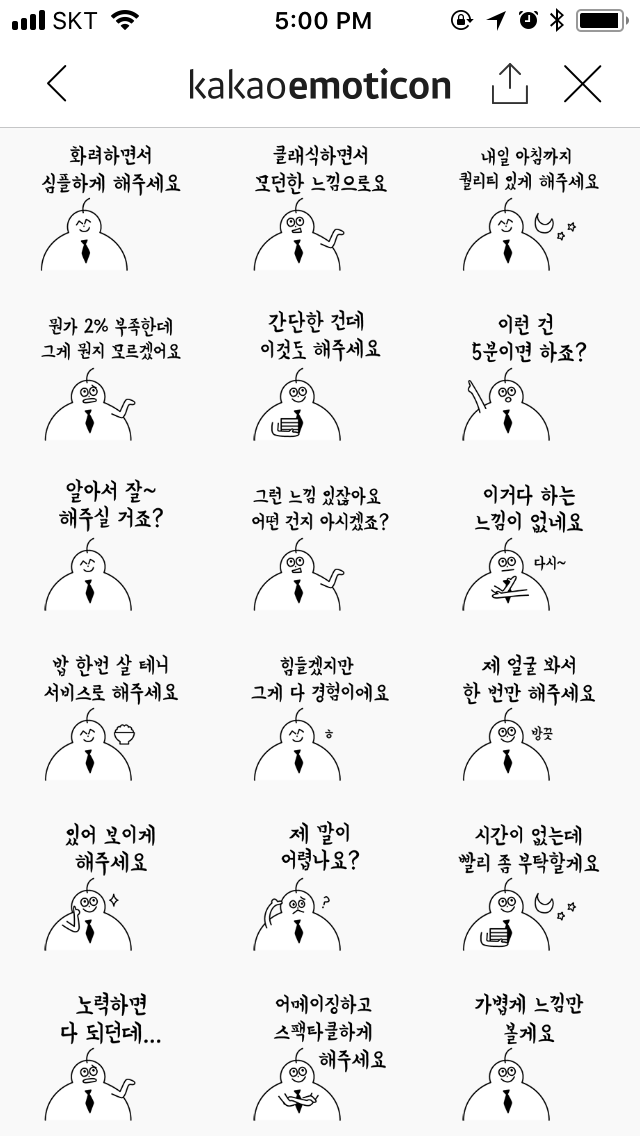 SKT 5:00 PM
kakaoemoticon
화려하면서
심플하게 해주세요
클래식하면서
모던한 느낌으로요
내일 아침까지
퀄리티 있게 해주세요
뭔가 2% 부족한데
그게 뭔지 모르겠어요
간단한 건데
이것도 해주세요
이런 건
5분이면 하죠?
알아서 잘~
해주실 거죠?
그런 느낌 있잖아요
어떤 건지 아시겠죠?
이거다 하는
느낌이 없네요
다시~
밥 한번 살 테니
서비스로 해주세요
힘들겠지만
그게 다 경험이에요
ㅎ
제 얼굴 봐서
한 번만 해주세요
방끗
있어 보이게
해주세요
제 말이
어렵나요?
?
시간이 없는데
빨리 좀 부탁할게요
노력하면
다 되던데...
어메이징하고
스팩타클하게
해주세요
가볍게 느낌만
볼게요